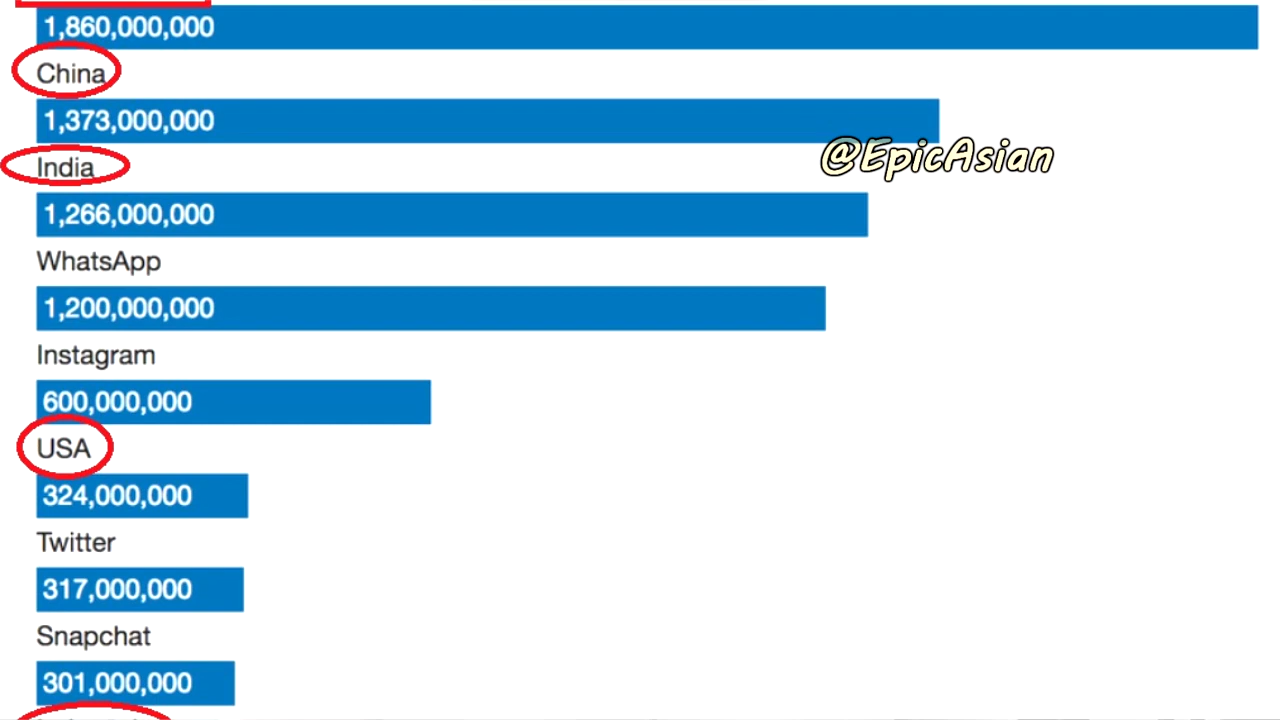 1,860,000,000
China
1,373,000,000
@EpicAsian
India
1,266,000,000
WhatsApp
1,200,000,000
Instagram
600,000,000
USA
324,000,000
Twitter
317,000,000
Snapchat
301,000,000